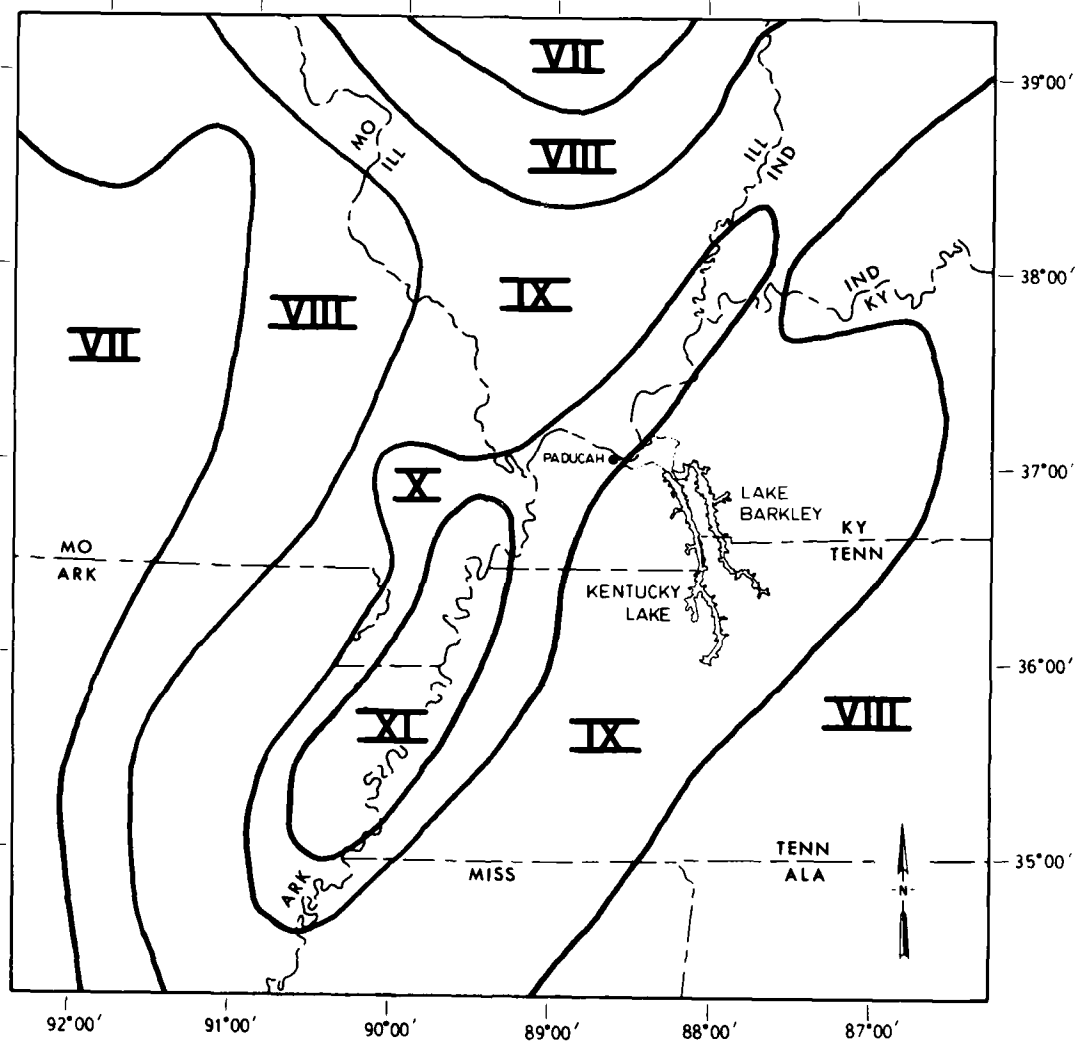 VII
39°00'
MO
ILL
VIII
ILL
IND
38°00'
IND
KY
IX
VIII
VII
PADUCAH
37°00'
X
LAKE
BARKLEY
KY
TENN
MO
ARK
KENTUCKY
LAKE
36°00'
VIII
XI
IX
TENN
ALA
35°00'
MISS
ARK
-N-
92°00'
91°00'
90°00'
89°00'
88°00'
87°00'